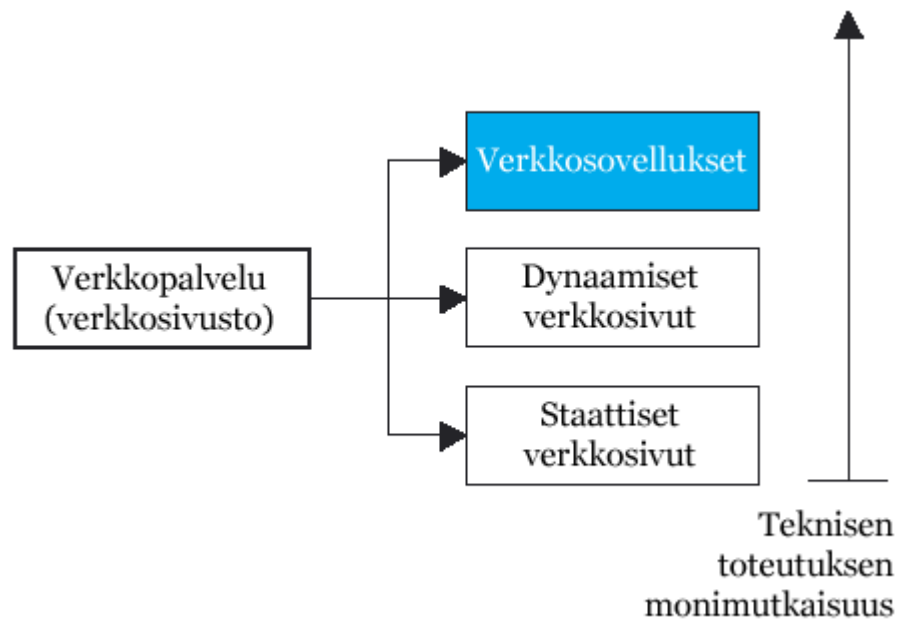 Verkkosovellukset
Verkkopalvelu
(verkkosivusto)
Dynaamiset
verkkosivut
Staattiset
verkkosivut
Teknisen
toteutuksen
monimutkaisuus